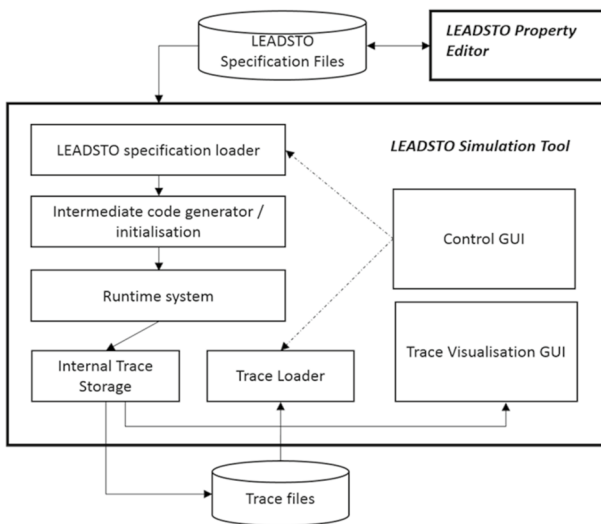 LEADSTO
Specification Files
LEADSTO Property
Editor
LEADSTO specification loader
LEADSTO Simulation Tool
Intermediate code generator /
initialisation
Control GUI
Runtime system
Internal Trace
Storage
Trace Loader
Trace Visualisation GUI
Trace files